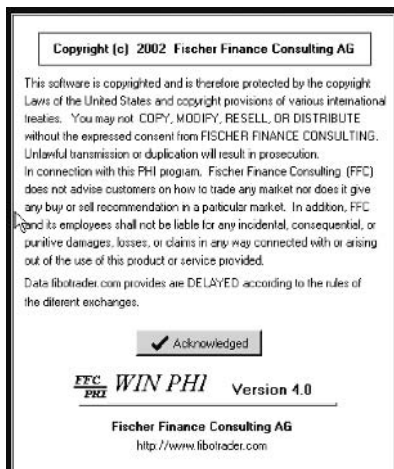 Copyright (c) 2002 Fischer Finance Consulting AG
This software is copyrighted and is therefore protected by the copyright
Laws of the United States and copyright provisions of various international
treaties. You may not COPY, MODIFY, RESELL, OR DISTRIBUTE
without the expressed consent from FISCHER FINANCE CONSULTING.
Unlawful transmission or duplication will result in prosecution.
In connection with this PHI program, Fischer Finance Consulting (FFC)
does not advise customers on how to trade any market nor does it give
any buy or sell recommendation in a particular market. In addition, FFC
and its employees shall not be liable for any incidental, consequential, or
punitive damages, losses, or claims in any way connected with or arising
out of the use of this product or service provided.
Data fibotrader.com provides are DELAYED according to the rules of
the diferent exchanges.
Acknowledged
FFC
PHI
WIN PHI Version 4.0
Fischer Finance Consulting AG
http://www.fibotrader.com